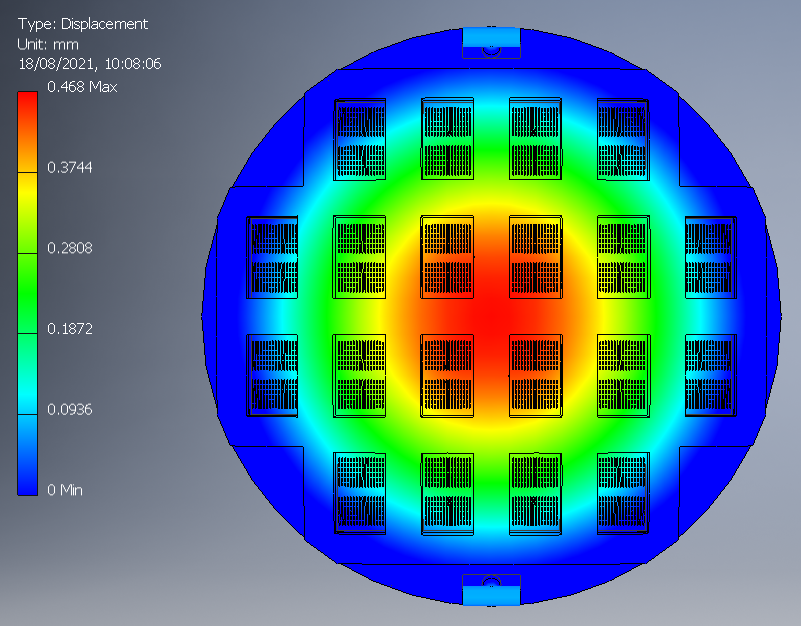 Type: Displacement
Unit: mm
18/08/2021, 10:08:06
0.468 Max
0.3744
0.2808
0.1872
0.0936
0 Min